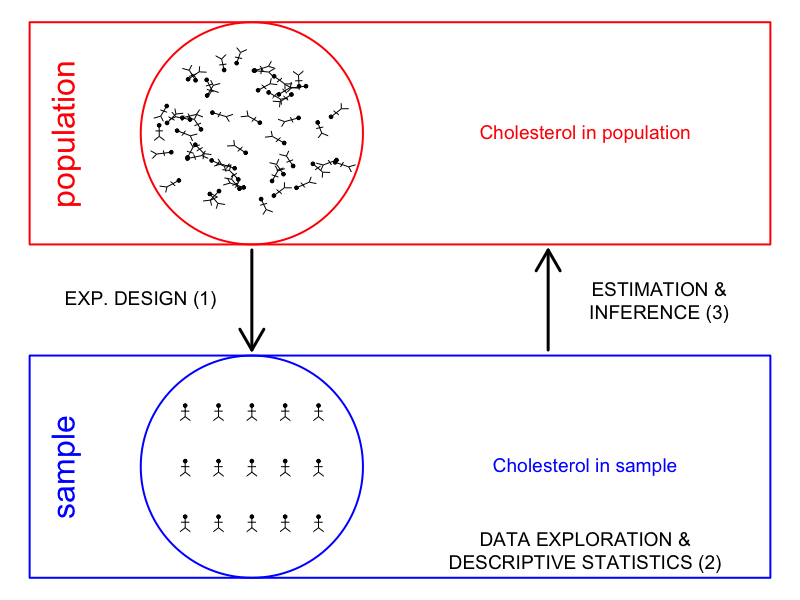 population
Cholesterol in population
EXP. DESIGN (1)
ESTIMATION &
INFERENCE (3)
sample
Cholesterol in sample
DATA EXPLORATION &
DESCRIPTIVE STATISTICS (2)